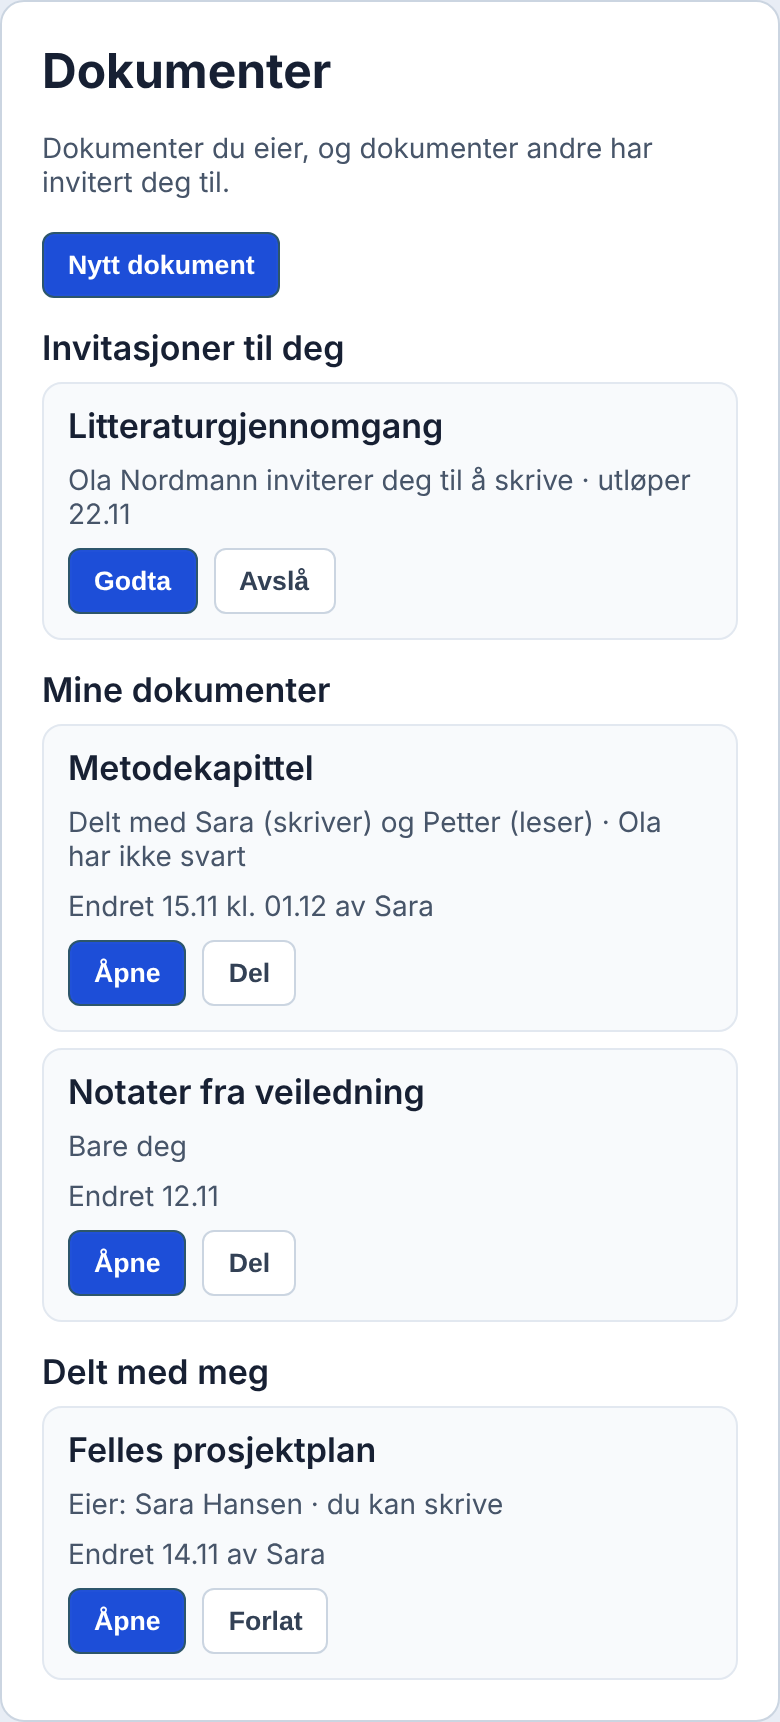 Dokumenter
Dokumenter du eier, og dokumenter andre har
invitert deg til.
Nytt dokument
Invitasjoner til deg
Litteraturgjennomgang
Ola Nordmann inviterer deg til å skrive · utløper
22.11
Godta
Avslå
Mine dokumenter
Metodekapittel
Delt med Sara (skriver) og Petter (leser) · Ola
har ikke svart
Endret 15.11 kl. 01.12 av Sara
Åpne
Del
Notater fra veiledning
Bare deg
Endret 12.11
Åpne
Del
Delt med meg
Felles prosjektplan
Eier: Sara Hansen · du kan skrive
Endret 14.11 av Sara
Åpne
Forlat